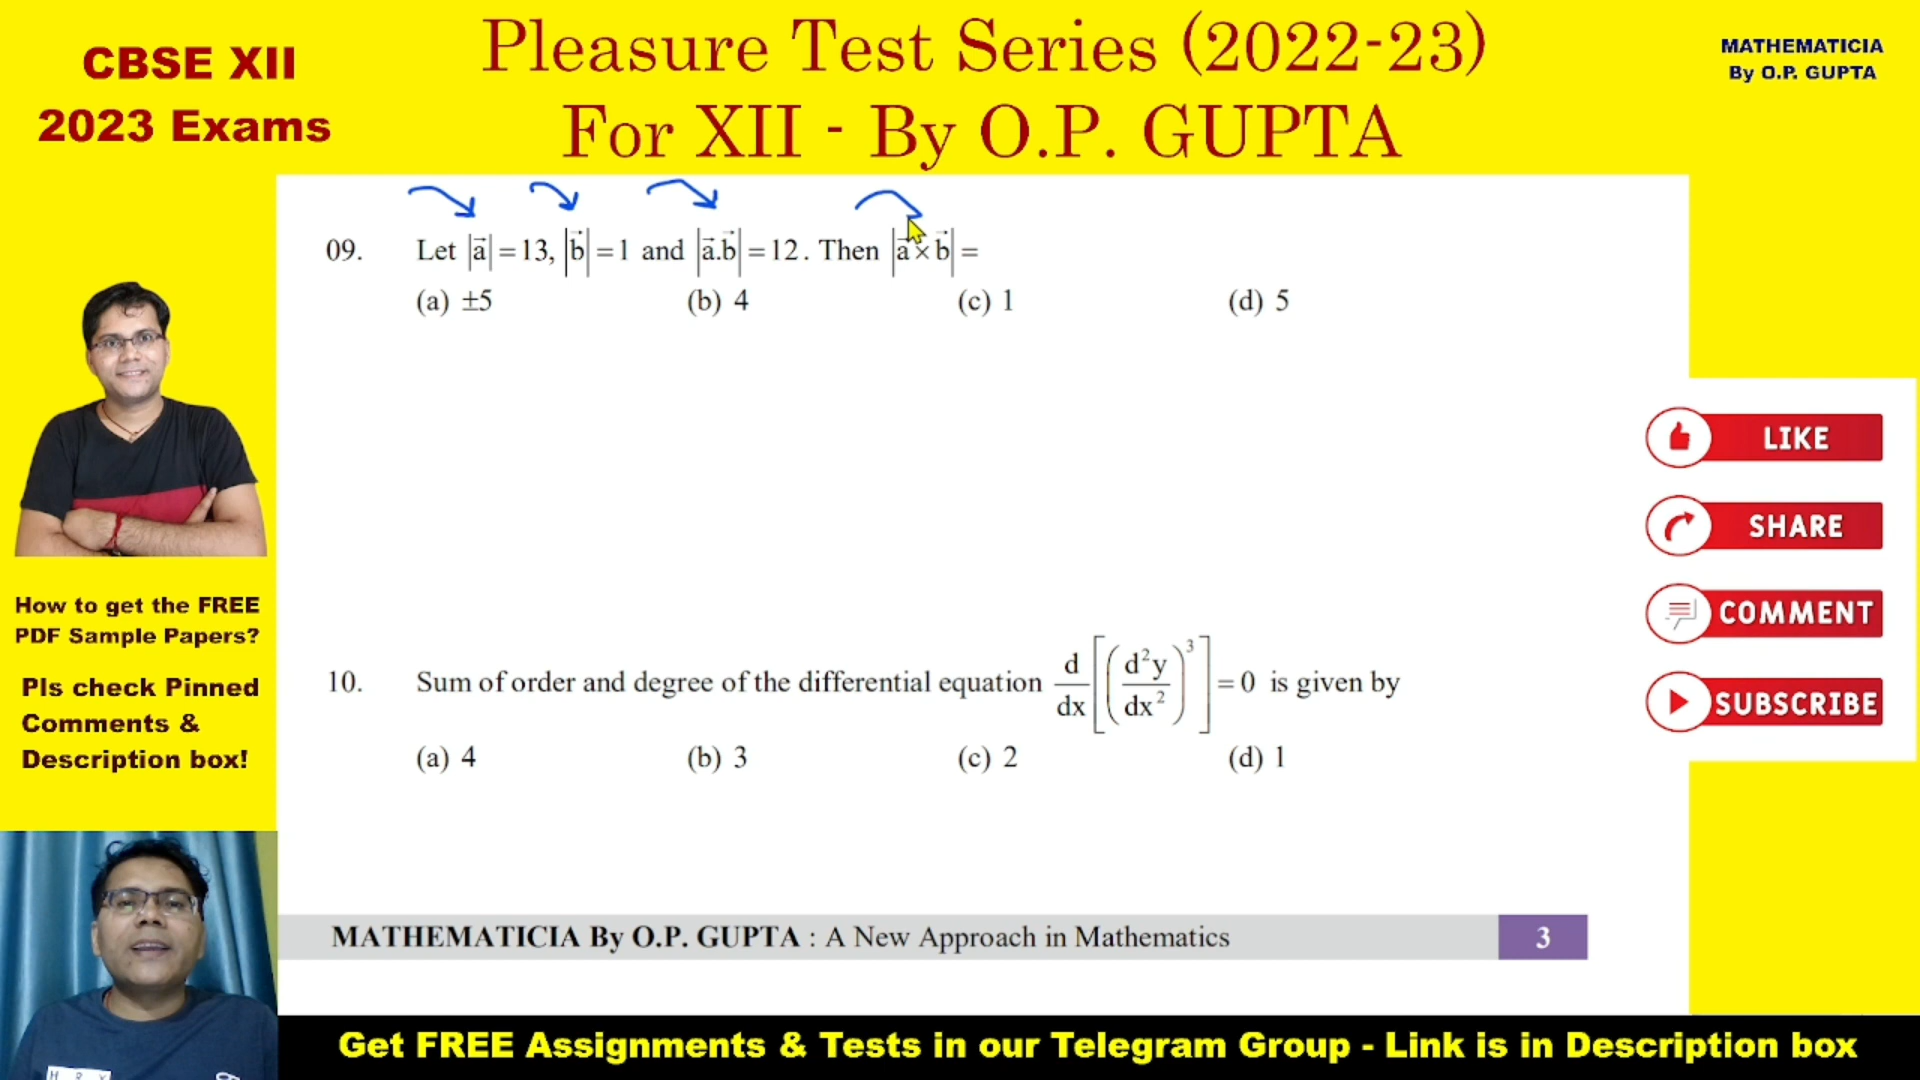 CBSE XII
2023 Exams
Pleasure Test Series (2022-23)
For XII - By O.P. GUPTA
MATHEMATICIA
By O.P. GUPTA
09. Let |a⃗| = 13, |b⃗| = 1 and |a⃗.b⃗| = 12. Then |a⃗ × b⃗| =
(a) ±5 (b) 4 (c) 1 (d) 5
10. Sum of order and degree of the differential equation d/dx[(d²y/dx²)³] = 0 is given by
(a) 4 (b) 3 (c) 2 (d) 1
MATHEMATICIA By O.P. GUPTA : A New Approach in Mathematics 3
How to get the FREE
PDF Sample Papers?
Pls check Pinned
Comments &
Description box!
LIKE
SHARE
COMMENT
SUBSCRIBE
Get FREE Assignments & Tests in our Telegram Group - Link is in Description box